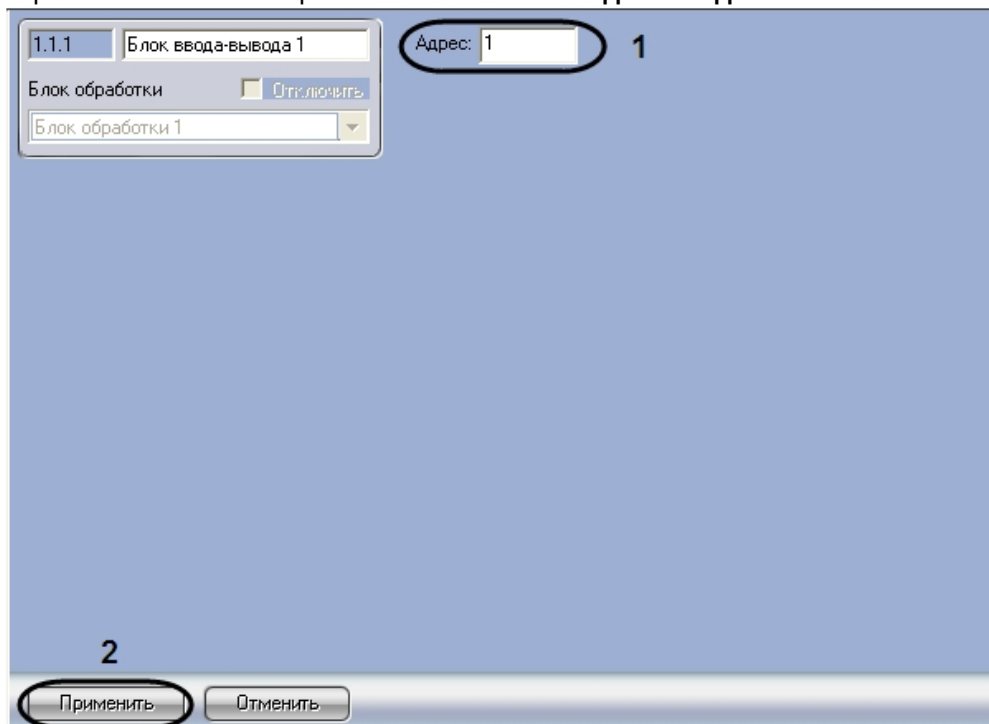 1.1.1 Блок ввода-вывода 1 Адрес: 1 1
Блок обработки Отключить
Блок обработки 1
2
Применить Отменить